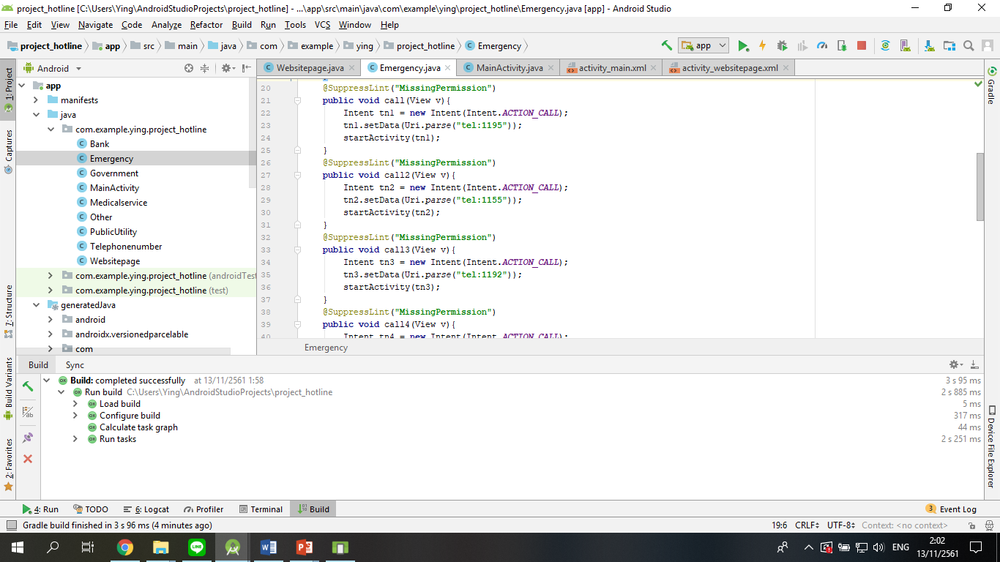 project_hotline [C:\Users\Ying\AndroidStudioProjects\project_hotline] - ...\app\src\main\java\com\example\ying\project_hotline\Emergency.java [app] - Android Studio
File Edit View Navigate Code Analyze Refactor Build Run Tools VCS Window Help
project_hotline app src main java com example ying project_hotline Emergency
app
Android
Websitepage.java Emergency.java MainActivity.java activity_main.xml activity_websitepage.xml
1: Project
Captures
7: Structure
Build Variants
2: Favorites
app
manifests
java
com.example.ying.project_hotline
Bank
Emergency
Government
MainActivity
Medicalservice
Other
PublicUtility
Telephonenumber
Websitepage
com.example.ying.project_hotline (androidTest
com.example.ying.project_hotline (test)
generatedJava
android
androidx.versionedparcelable
com
20 @SuppressLint("MissingPermission")
21 public void call(View v){
22 Intent tn1 = new Intent(Intent.ACTION_CALL);
23 tn1.setData(Uri.parse("tel:1195"));
24 startActivity(tn1);
25 }
26 @SuppressLint("MissingPermission")
27 public void call2(View v){
28 Intent tn2 = new Intent(Intent.ACTION_CALL);
29 tn2.setData(Uri.parse("tel:1155"));
30 startActivity(tn2);
31 }
32 @SuppressLint("MissingPermission")
33 public void call3(View v){
34 Intent tn3 = new Intent(Intent.ACTION_CALL);
35 tn3.setData(Uri.parse("tel:1192"));
36 startActivity(tn3);
37 }
38 @SuppressLint("MissingPermission")
39 public void call4(View v){
40 Intent tn4 = new Intent(Intent.ACTION_CALL);
Emergency
Gradle
Device File Explorer
Build Sync
Build: completed successfully at 13/11/2561 1:58 3 s 95 ms
Run build C:\Users\Ying\AndroidStudioProjects\project_hotline 2 s 885 ms
Load build 5 ms
Configure build 317 ms
Calculate task graph 44 ms
Run tasks 2 s 251 ms
4: Run TODO 6: Logcat Profiler Terminal Build 3 Event Log
Gradle build finished in 3 s 96 ms (4 minutes ago) 19:6 CRLF UTF-8 Context: <no context>
LINE
ENG
2:02
13/11/2561